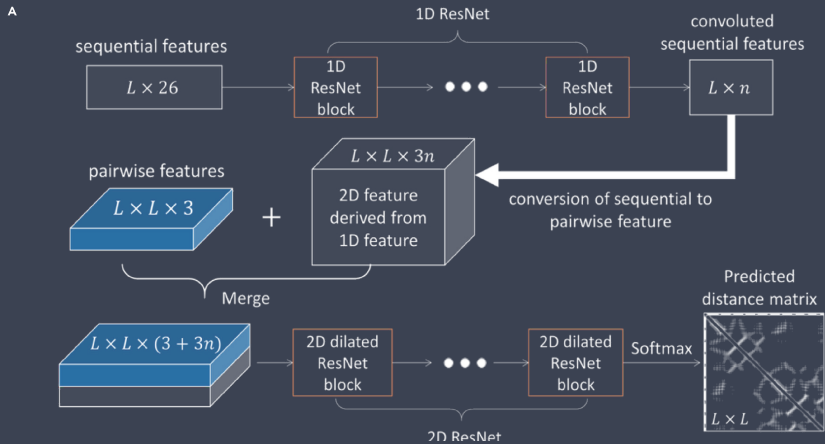 A
1D ResNet
sequential features
convoluted
sequential features
L × 26
1D
ResNet
block
1D
ResNet
block
L × n
pairwise features
L × L × 3
+
L × L × 3n
2D feature
derived from
1D feature
conversion of sequential to
pairwise feature
Merge
Predicted
distance matrix
L × L × (3 + 3n)
2D dilated
ResNet
block
2D dilated
ResNet
block
Softmax
L × L
2D ResNet